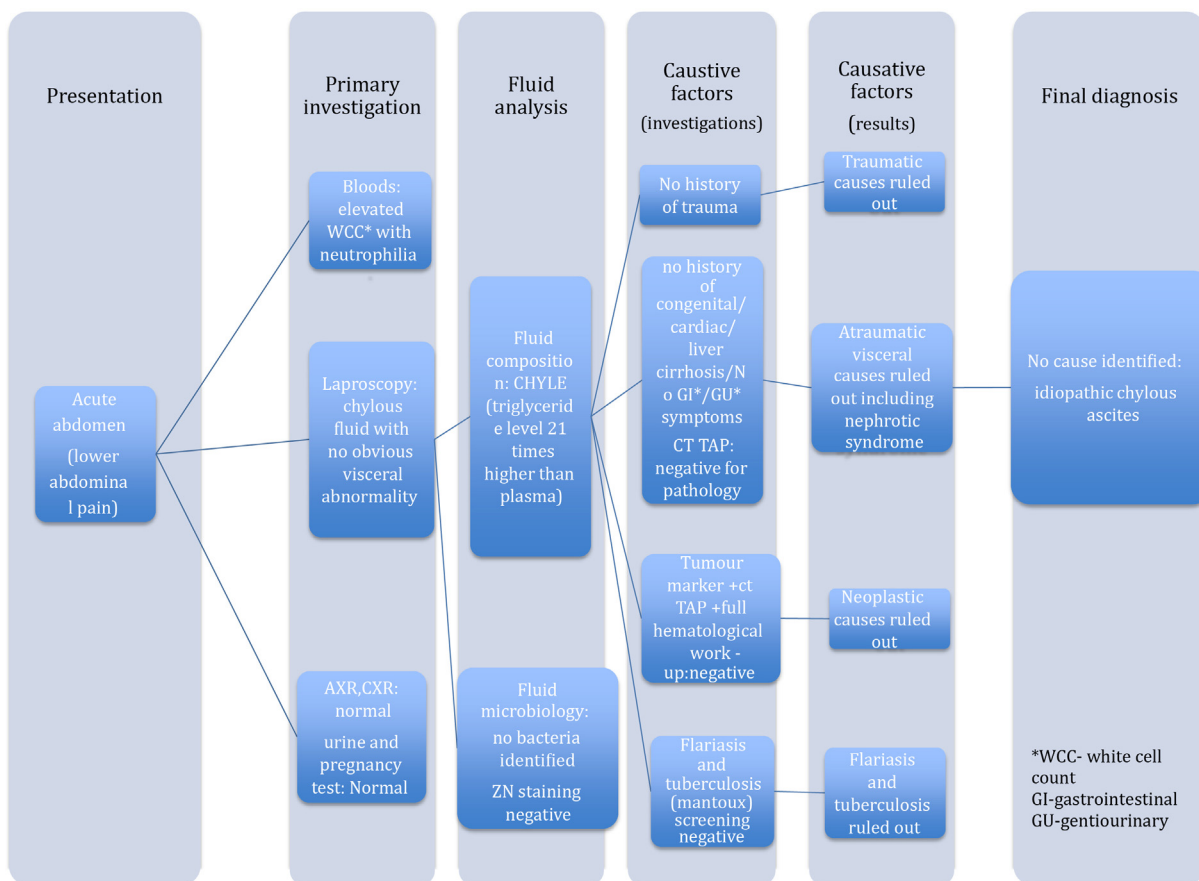 Presentation
Primary
investigation
Fluid
analysis
Caustive
factors
(investigations)
Causative
factors
(results)
Final diagnosis
Acute
abdomen
(lower
abdomina
l pain)
Bloods:
elevated
WCC* with
neutrophilia
Laproscopy:
chylous
fluid with
no obvious
visceral
abnormality
AXR,CXR:
normal
urine and
pregnancy
test: Normal
Fluid
compositio
n: CHYLE
(triglycerid
e level 21
times
higher than
plasma)
Fluid
microbiology:
no bacteria
identified
ZN staining
negative
No history
of trauma
no history
of
congenital/
cardiac/
liver
cirrhosis/N
o GI*/GU*
symptoms
CT TAP:
negative for
pathology
Tumour
marker +ct
TAP +full
hematological
work -
up:negative
Flariasis
and
tuberculosis
(mantoux)
screening
negative
Traumatic
causes ruled
out
Atraumatic
visceral
causes ruled
out including
nephrotic
syndrome
Neoplastic
causes ruled
out
Flariasis
and
tuberculosis
ruled out
No cause identified:
idiopathic chylous
ascites
*WCC- white cell
count
GI-gastrointestinal
GU-gentiourinary